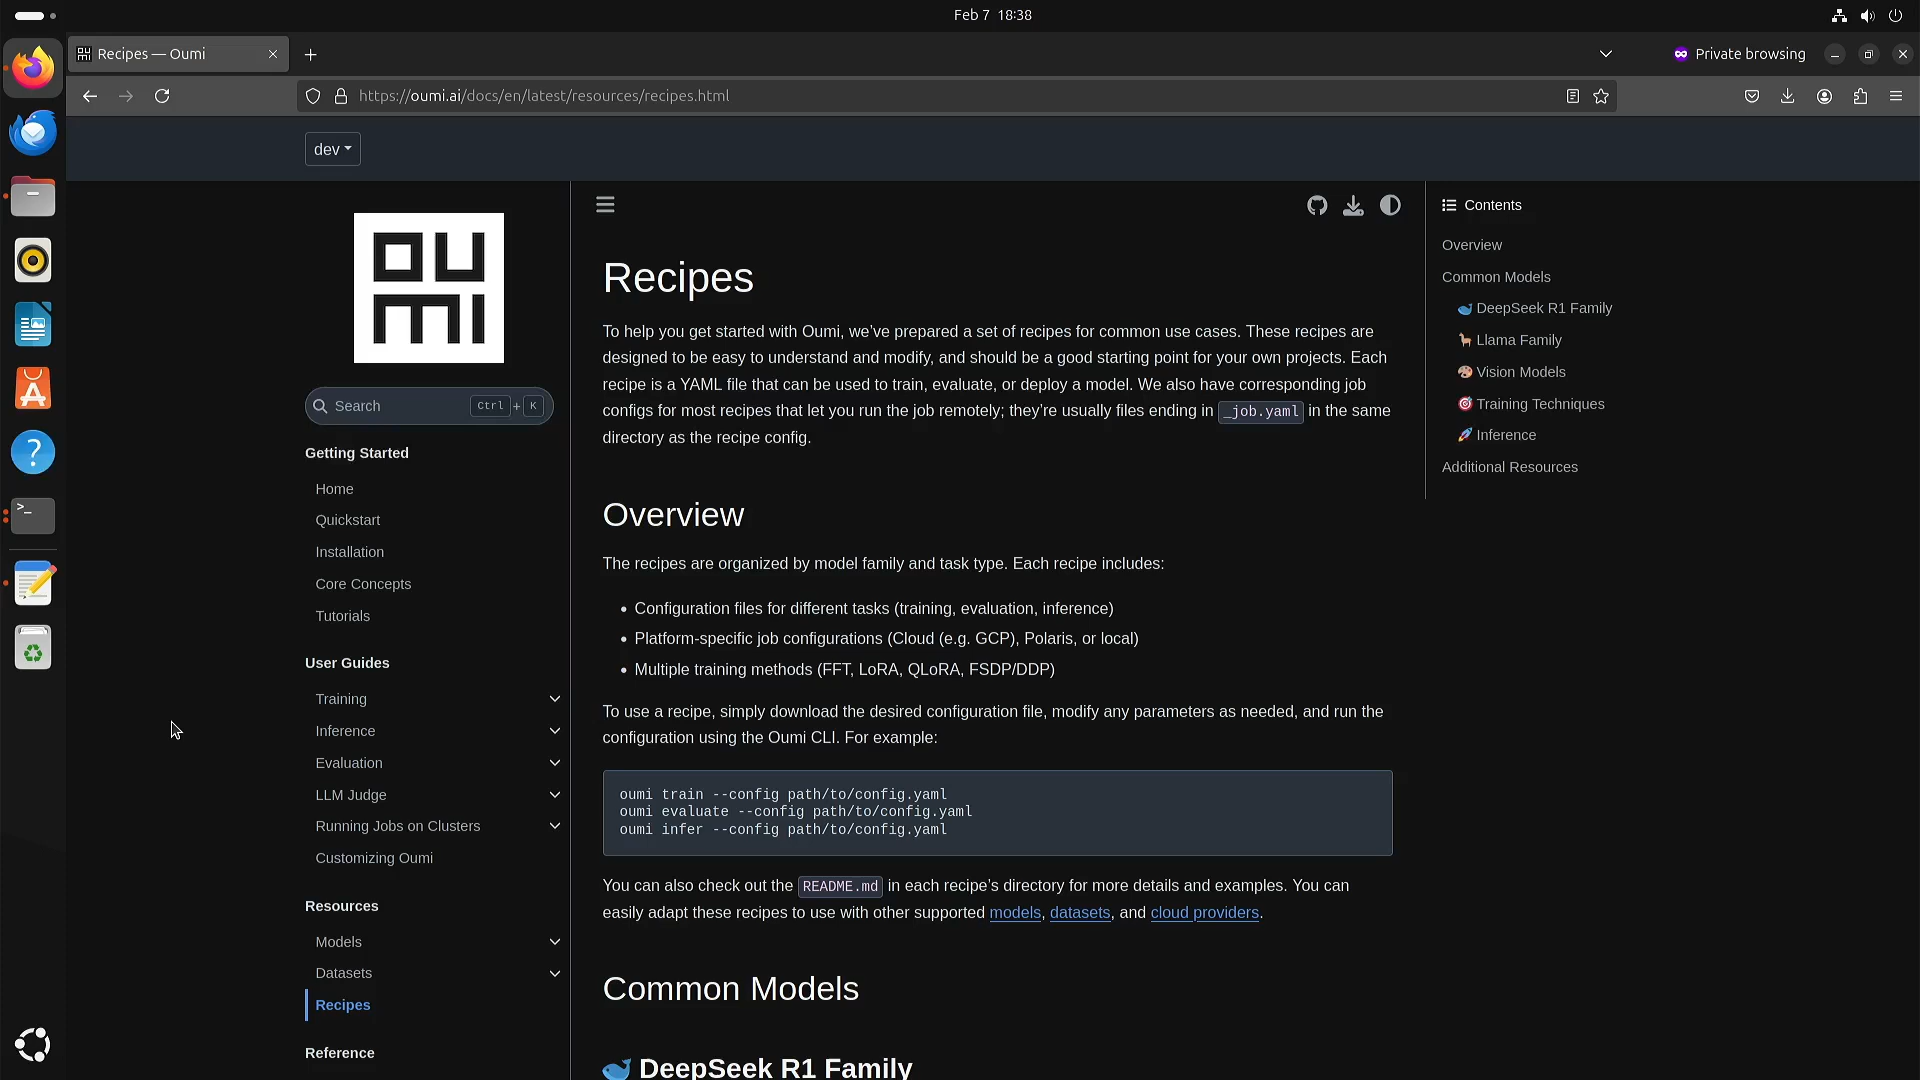 Feb 7 18:38
Recipes — Oumi
Private browsing
https://oumi.ai/docs/en/latest/resources/recipes.html
dev
oumi
Search Ctrl + K
Getting Started
Home
Quickstart
Installation
Core Concepts
Tutorials
User Guides
Training
Inference
Evaluation
LLM Judge
Running Jobs on Clusters
Customizing Oumi
Resources
Models
Datasets
Recipes
Reference
Recipes
To help you get started with Oumi, we’ve prepared a set of recipes for common use cases. These recipes are
designed to be easy to understand and modify, and should be a good starting point for your own projects. Each
recipe is a YAML file that can be used to train, evaluate, or deploy a model. We also have corresponding job
configs for most recipes that let you run the job remotely; they’re usually files ending in _job.yaml in the same
directory as the recipe config.
Overview
The recipes are organized by model family and task type. Each recipe includes:
• Configuration files for different tasks (training, evaluation, inference)
• Platform-specific job configurations (Cloud (e.g. GCP), Polaris, or local)
• Multiple training methods (FFT, LoRA, QLoRA, FSDP/DDP)
To use a recipe, simply download the desired configuration file, modify any parameters as needed, and run the
configuration using the Oumi CLI. For example:
oumi train --config path/to/config.yaml
oumi evaluate --config path/to/config.yaml
oumi infer --config path/to/config.yaml
You can also check out the README.md in each recipe’s directory for more details and examples. You can
easily adapt these recipes to use with other supported models, datasets, and cloud providers.
Common Models
🐳 DeepSeek R1 Family
Contents
Overview
Common Models
🐳 DeepSeek R1 Family
🦙 Llama Family
🎨 Vision Models
🎯 Training Techniques
🚀 Inference
Additional Resources